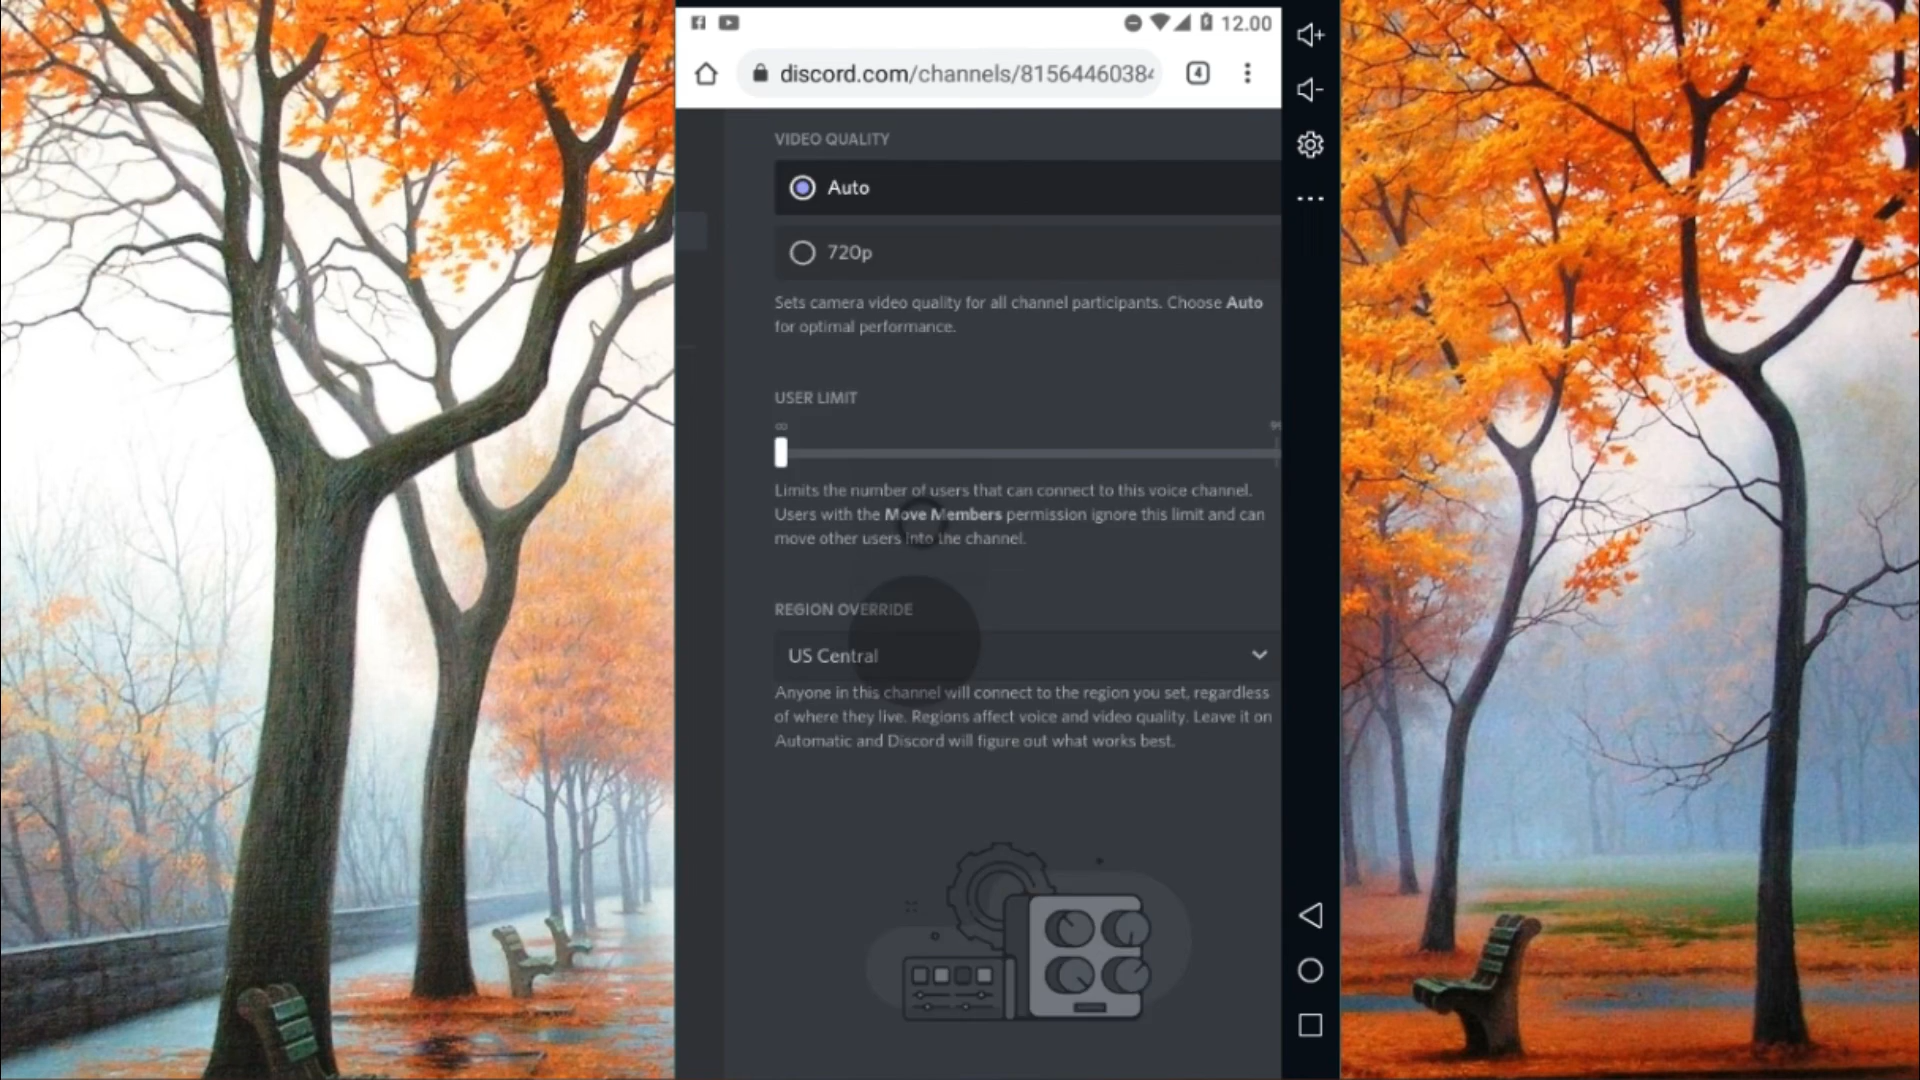 12.00
discord.com/channels/8156446038
4
VIDEO QUALITY
Auto
720p
Sets camera video quality for all channel participants. Choose Auto
for optimal performance.
USER LIMIT
∞
Limits the number of users that can connect to this voice channel.
Users with the Move Members permission ignore this limit and can
move other users into the channel.
REGION OVERRIDE
US Central
Anyone in this channel will connect to the region you set, regardless
of where they live. Regions affect voice and video quality. Leave it on
Automatic and Discord will figure out what works best.